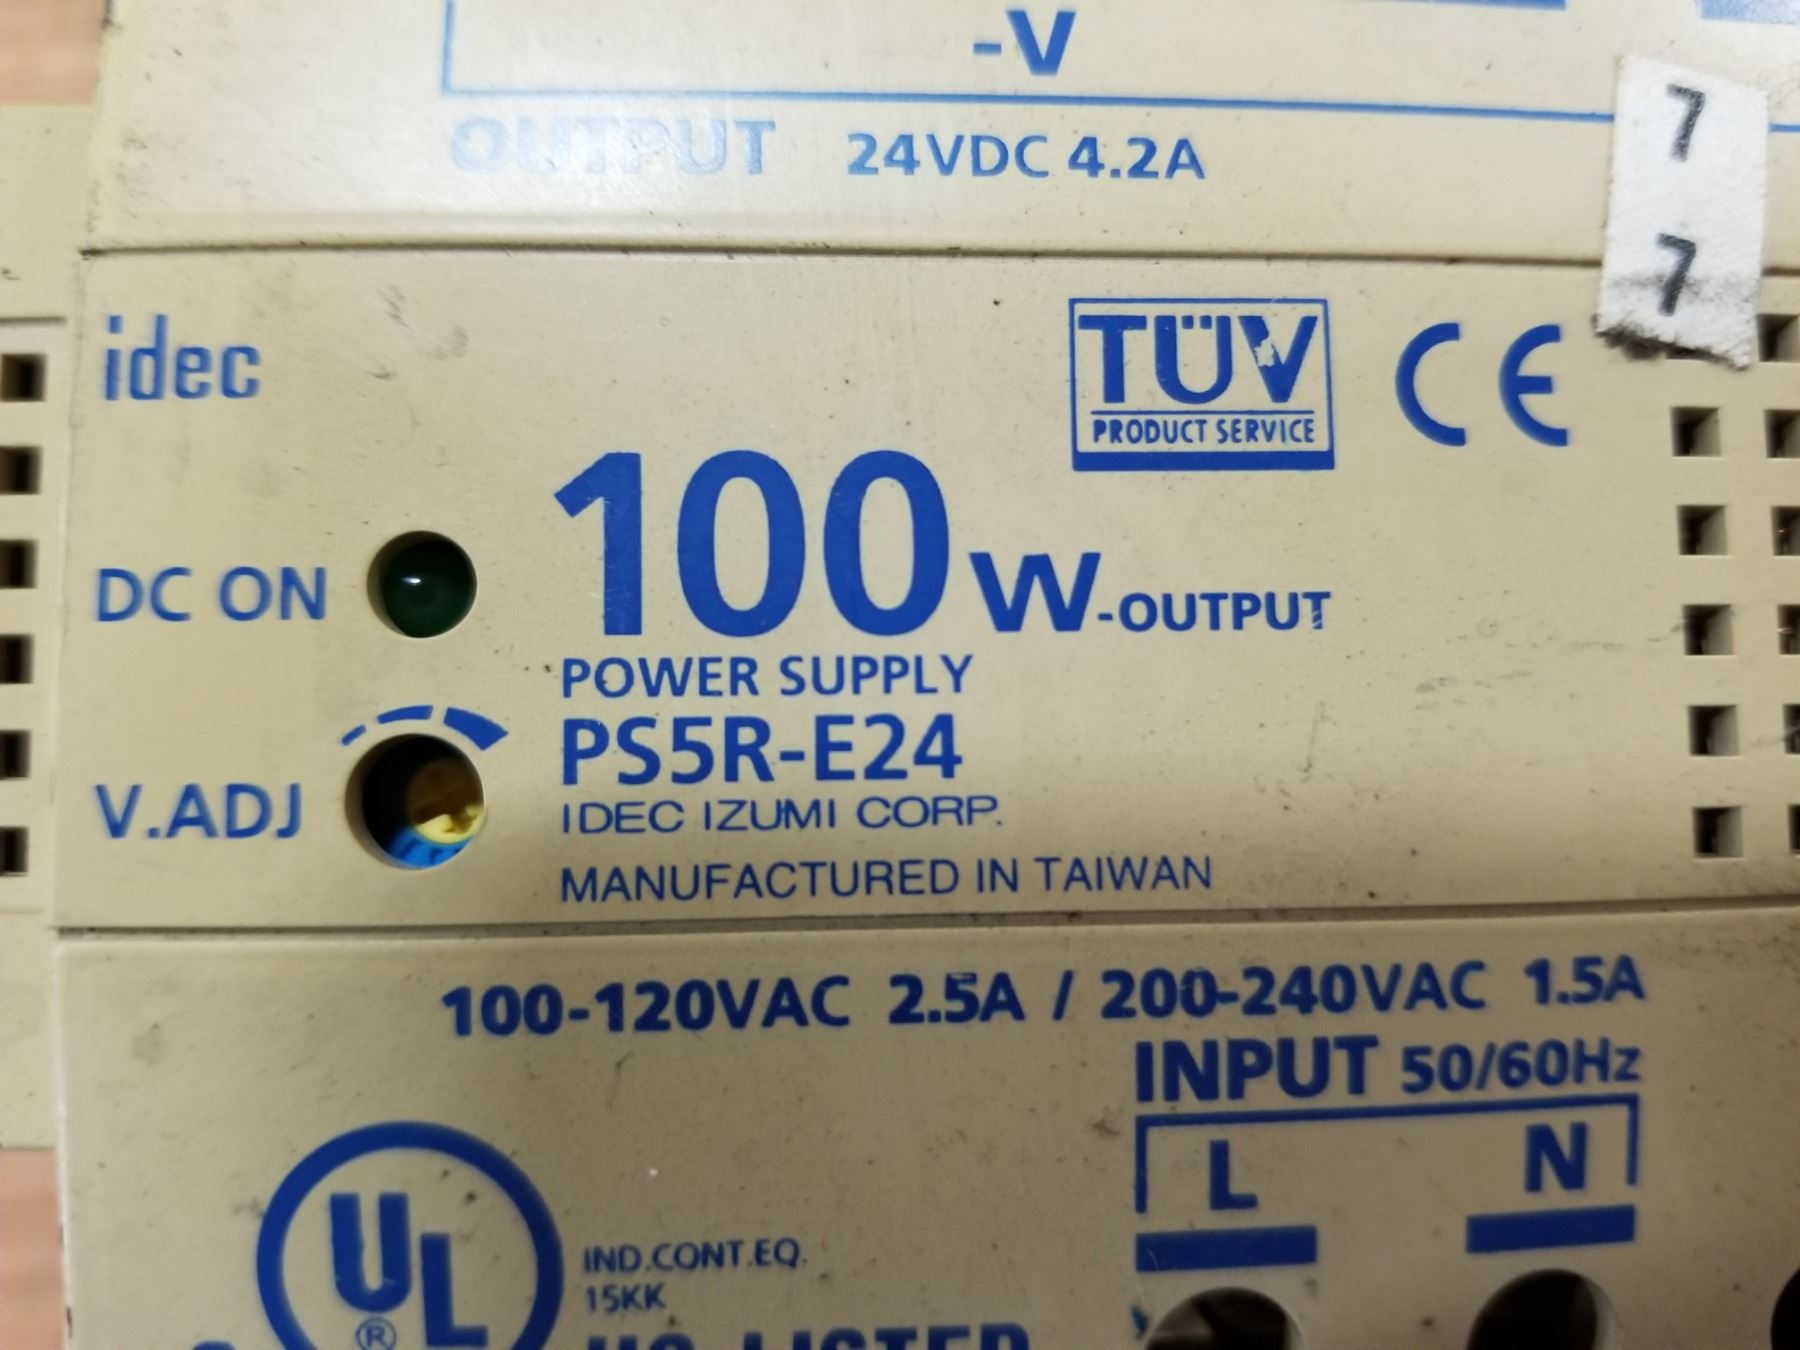 -V
OUTPUT 24VDC 4.2A
7
7
idec
TÜV
PRODUCT SERVICE
CE
DC ON
100W-OUTPUT
POWER SUPPLY
PS5R-E24
V.ADJ
IDEC IZUMI CORP.
MANUFACTURED IN TAIWAN
100-120VAC 2.5A / 200-240VAC 1.5A
INPUT 50/60Hz
L N
UL
®
IND.CONT.EQ.
15KK
LISTED